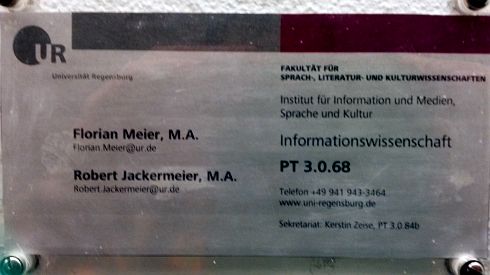 UR
Universität Regensburg
FAKULTÄT FÜR
SPRACH-, LITERATUR- UND KULTURWISSENSCHAFTEN
Institut für Information und Medien,
Sprache und Kultur
Florian Meier, M.A.
Florian.Meier@ur.de
Robert Jackermeier, M.A.
Robert.Jackermeier@ur.de
Informationswissenschaft
PT 3.0.68
Telefon +49 941 943-3464
www.uni-regensburg.de
Sekretariat: Kerstin Zeise, PT 3.0.84b